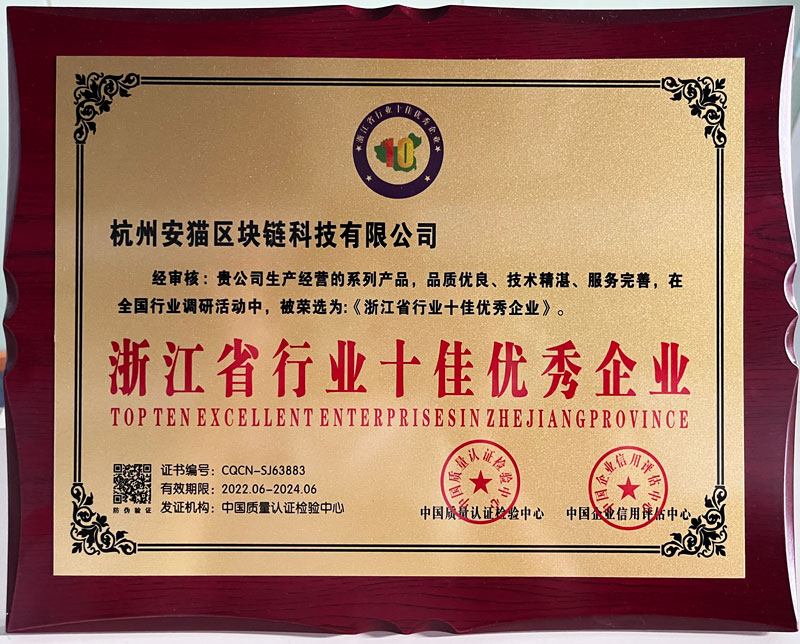 浙江省行业十佳优秀企业
10
杭州安猫区块链科技有限公司
经审核：贵公司生产经营的系列产品，品质优良、技术精湛、服务完善，在
全国行业调研活动中，被荣选为:《浙江省行业十佳优秀企业》。
浙江省行业十佳优秀企业
TOP TEN EXCELLENT ENTERPRISES IN ZHEJIANG PROVINCE
证书编号：CQCN-SJ63883
有效期限：2022.06-2024.06
发证机构：中国质量认证检验中心
防伪验证
中国质量认证检验中心
中国质量认证检验中心
中国企业信用评估中心
中国企业信用评估中心